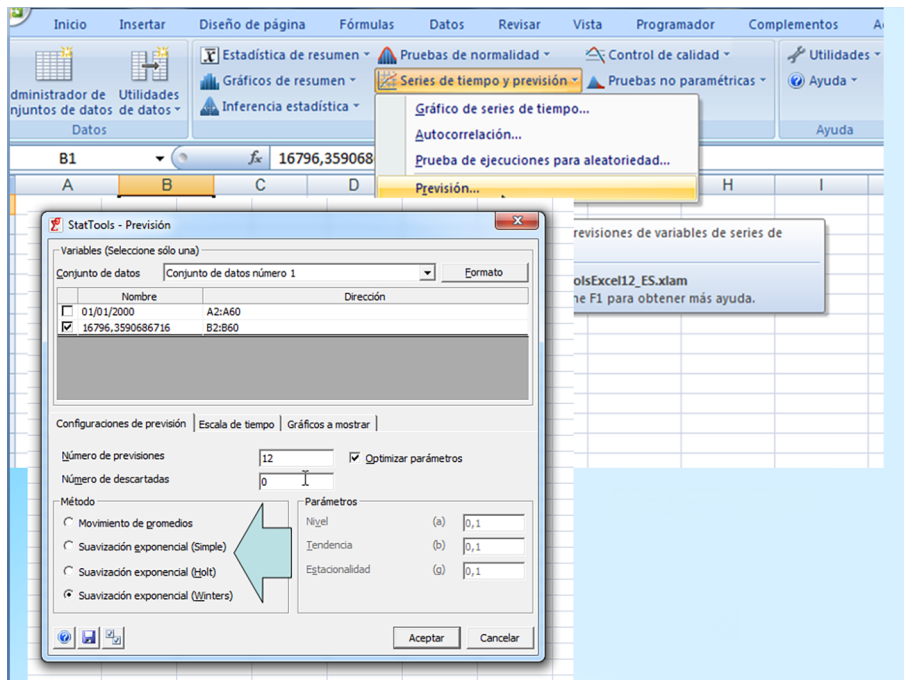 Inicio Insertar Diseño de página Fórmulas Datos Revisar Vista Programador Complementos
Estadística de resumen Pruebas de normalidad Control de calidad Utilidades
Gráficos de resumen Series de tiempo y previsión Pruebas no paramétricas Ayuda
dministrador de Utilidades
njuntos de datos de datos
Inferencia estadística
Datos Ayuda
Gráfico de series de tiempo...
Autocorrelación...
Prueba de ejecuciones para aleatoriedad...
Previsión...
B1 fx 16796,359068
A B C D H I
revisiones de variables de series de
olsExcel12_ES.xlam
ne F1 para obtener más ayuda.
StatTools - Previsión
Variables (Seleccione sólo una)
Conjunto de datos Conjunto de datos número 1 Formato
Nombre Dirección
01/01/2000 A2:A60
16796,3590686716 B2:B60
Configuraciones de previsión Escala de tiempo Gráficos a mostrar
Número de previsiones 12 Optimizar parámetros
Número de descartadas 0
Método Parámetros
Movimiento de promedios Nivel (a) 0,1
Suavización exponencial (Simple) Tendencia (b) 0,1
Suavización exponencial (Holt) Estacionalidad (g) 0,1
Suavización exponencial (Winters)
Aceptar Cancelar